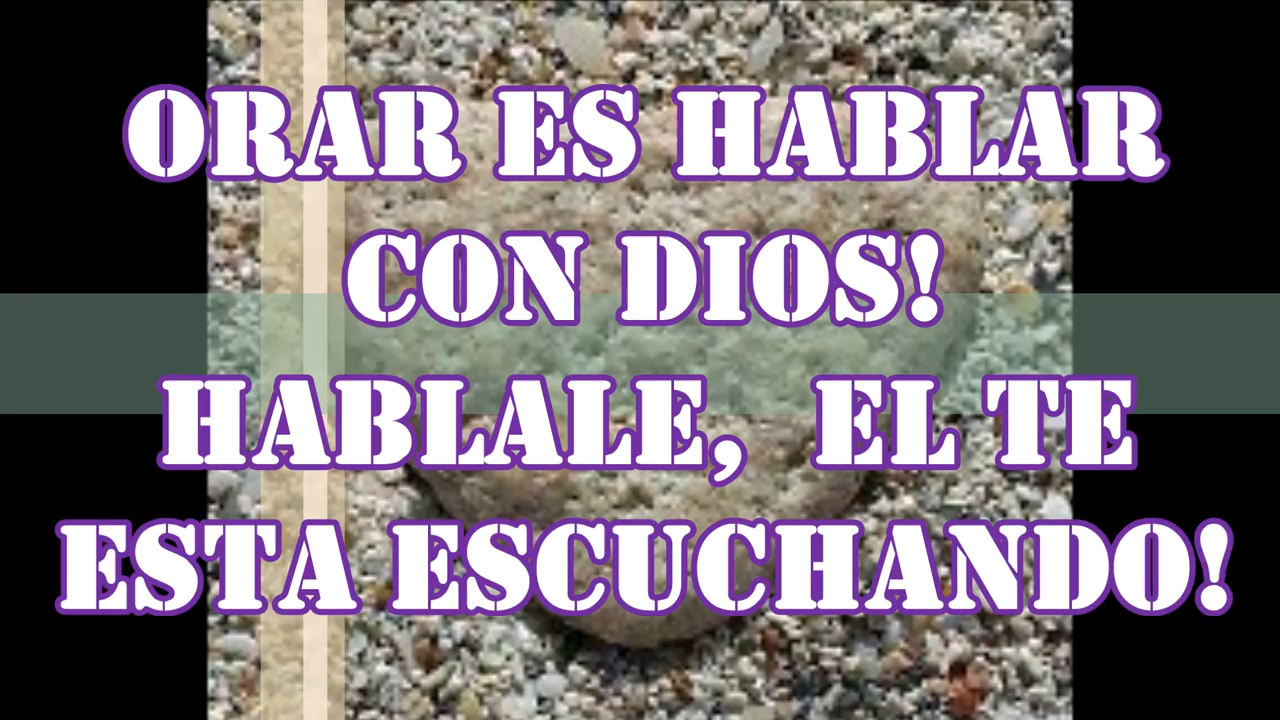 ORAR ES HABLAR
CON DIOS!
HABLALE, EL TE
ESTA ESCUCHANDO!